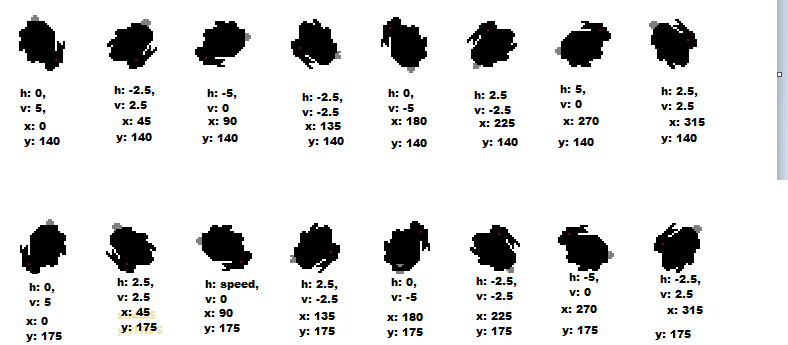 h: 0,
v: 5,
x: 0
y: 140
h: -2.5,
v: 2.5
x: 45
y: 140
h: -5,
v: 0
x: 90
y: 140
h: -2.5,
v: -2.5
x: 135
y: 140
h: 0,
v: -5
x: 180
y: 140
h: 2.5
v: -2.5
x: 225
y: 140
h: 5,
v: 0
x: 270
y: 140
h: 2.5,
v: 2.5
x: 315
y: 140
h: 0,
v: 5
x: 0
y: 175
h: 2.5,
v: 2.5
x: 45
y: 175
h: speed,
v: 0
x: 90
y: 175
h: 2.5,
v: -2.5
x: 135
y: 175
h: 0,
v: -5
x: 180
y: 175
h: -2.5,
v: -2.5
x: 225
y: 175
h: -5,
v: 0
x: 270
y: 175
h: -2.5,
v: 2.5
x: 315
y: 175